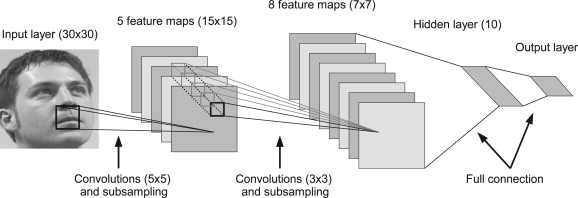 8 feature maps (7x7)
5 feature maps (15x15)
Hidden layer (10)
Input layer (30x30)
Output layer
Convolutions (5x5)
and subsampling
Convolutions (3x3)
and subsampling
Full connection